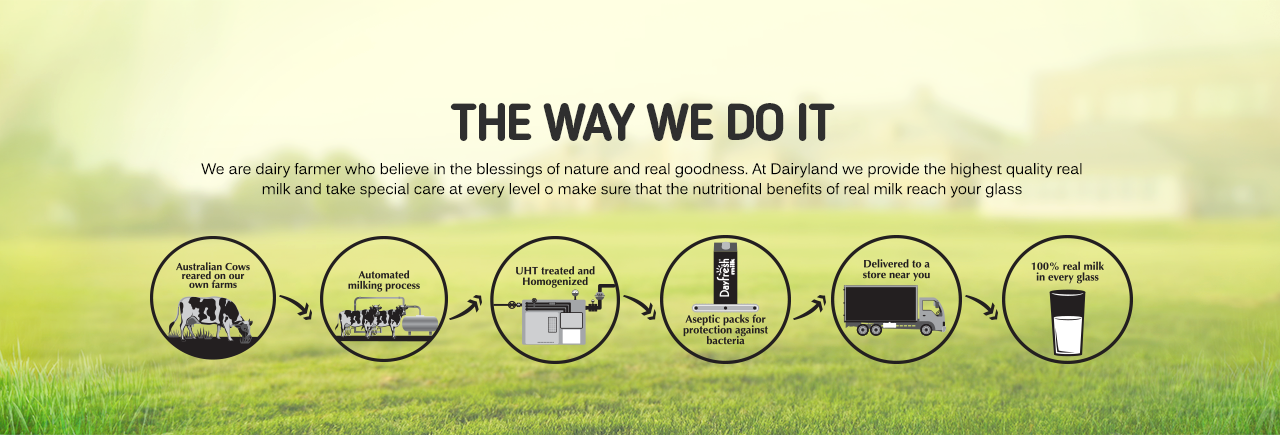 THE WAY WE DO IT
We are dairy farmer who believe in the blessings of nature and real goodness. At Dairyland we provide the highest quality real
milk and take special care at every level o make sure that the nutritional benefits of real milk reach your glass
Australian Cows
reared on our
own farms
Automated
milking process
UHT treated and
Homogenized
Dayfresh
milk
Aseptic packs for
protection against
bacteria
Delivered to a
store near you
100% real milk
in every glass